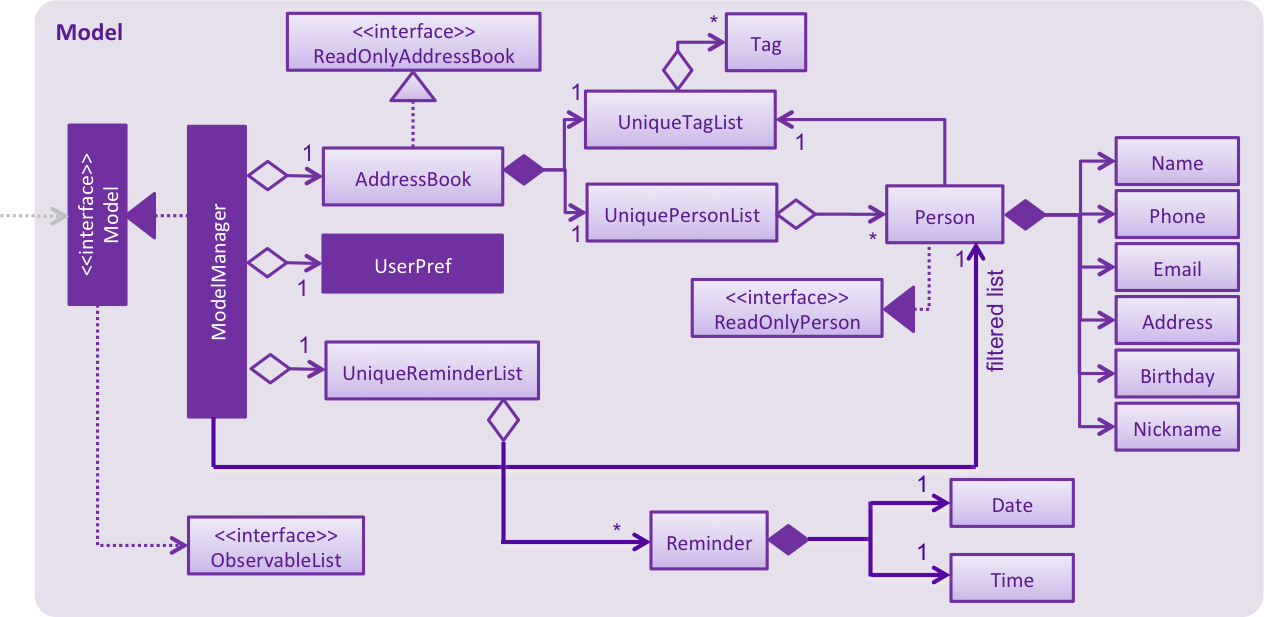 Model
<<interface>>
ReadOnlyAddressBook
*
Tag
<<interface>>
Model
ModelManager
1
AddressBook
1
UniqueTagList
1
1
UniquePersonList
*
Person
1
filtered list
Name
Phone
Email
Address
Birthday
Nickname
1
UserPref
<<interface>>
ReadOnlyPerson
1
UniqueReminderList
<<interface>>
ObservableList
*
Reminder
1
Date
1
Time